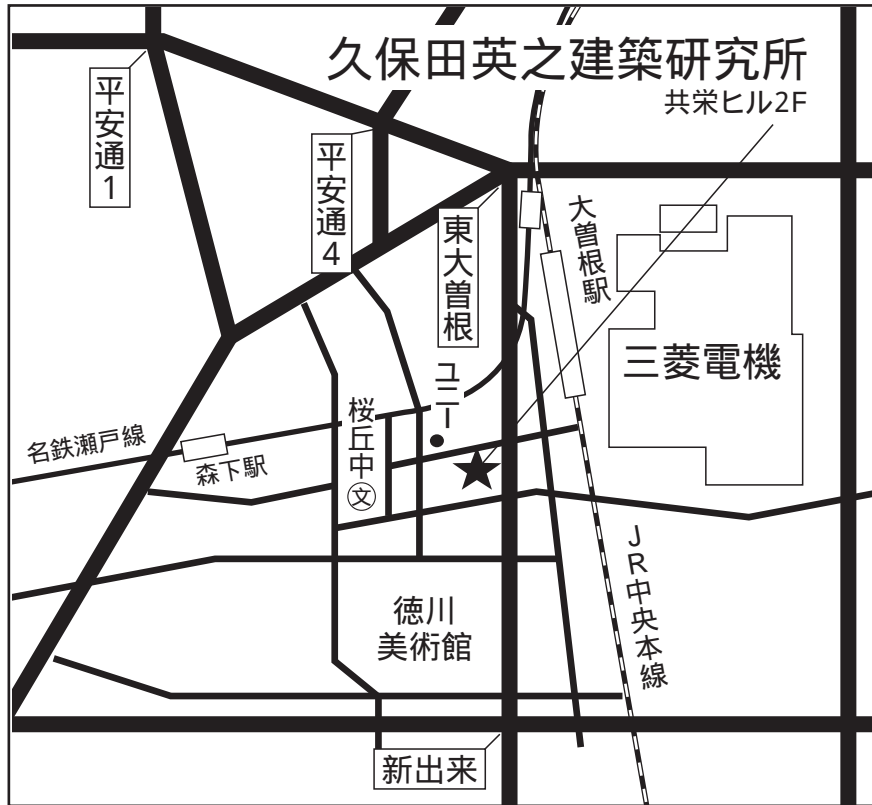 久保田英之建築研究所
共栄ヒル2F
平安通1
平安通4
東大曽根
大曽根駅
三菱電機
ユニー
桜丘中
文
名鉄瀬戸線
森下駅
JR中央本線
徳川
美術館
新出来